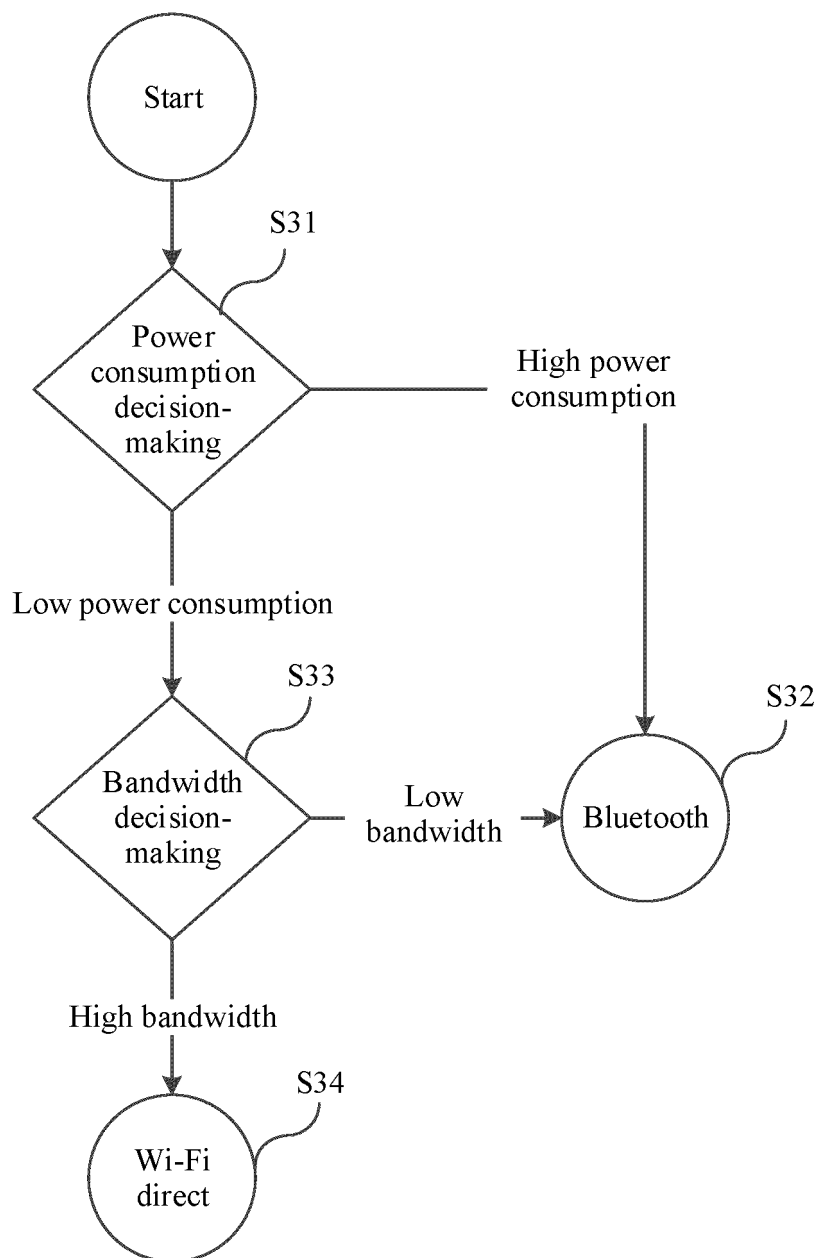 Start
S31
Power
consumption
decision-
making
High power
consumption
Low power consumption
S33
S32
Bandwidth
decision-
making
Low
bandwidth
Bluetooth
High bandwidth
S34
Wi-Fi
direct